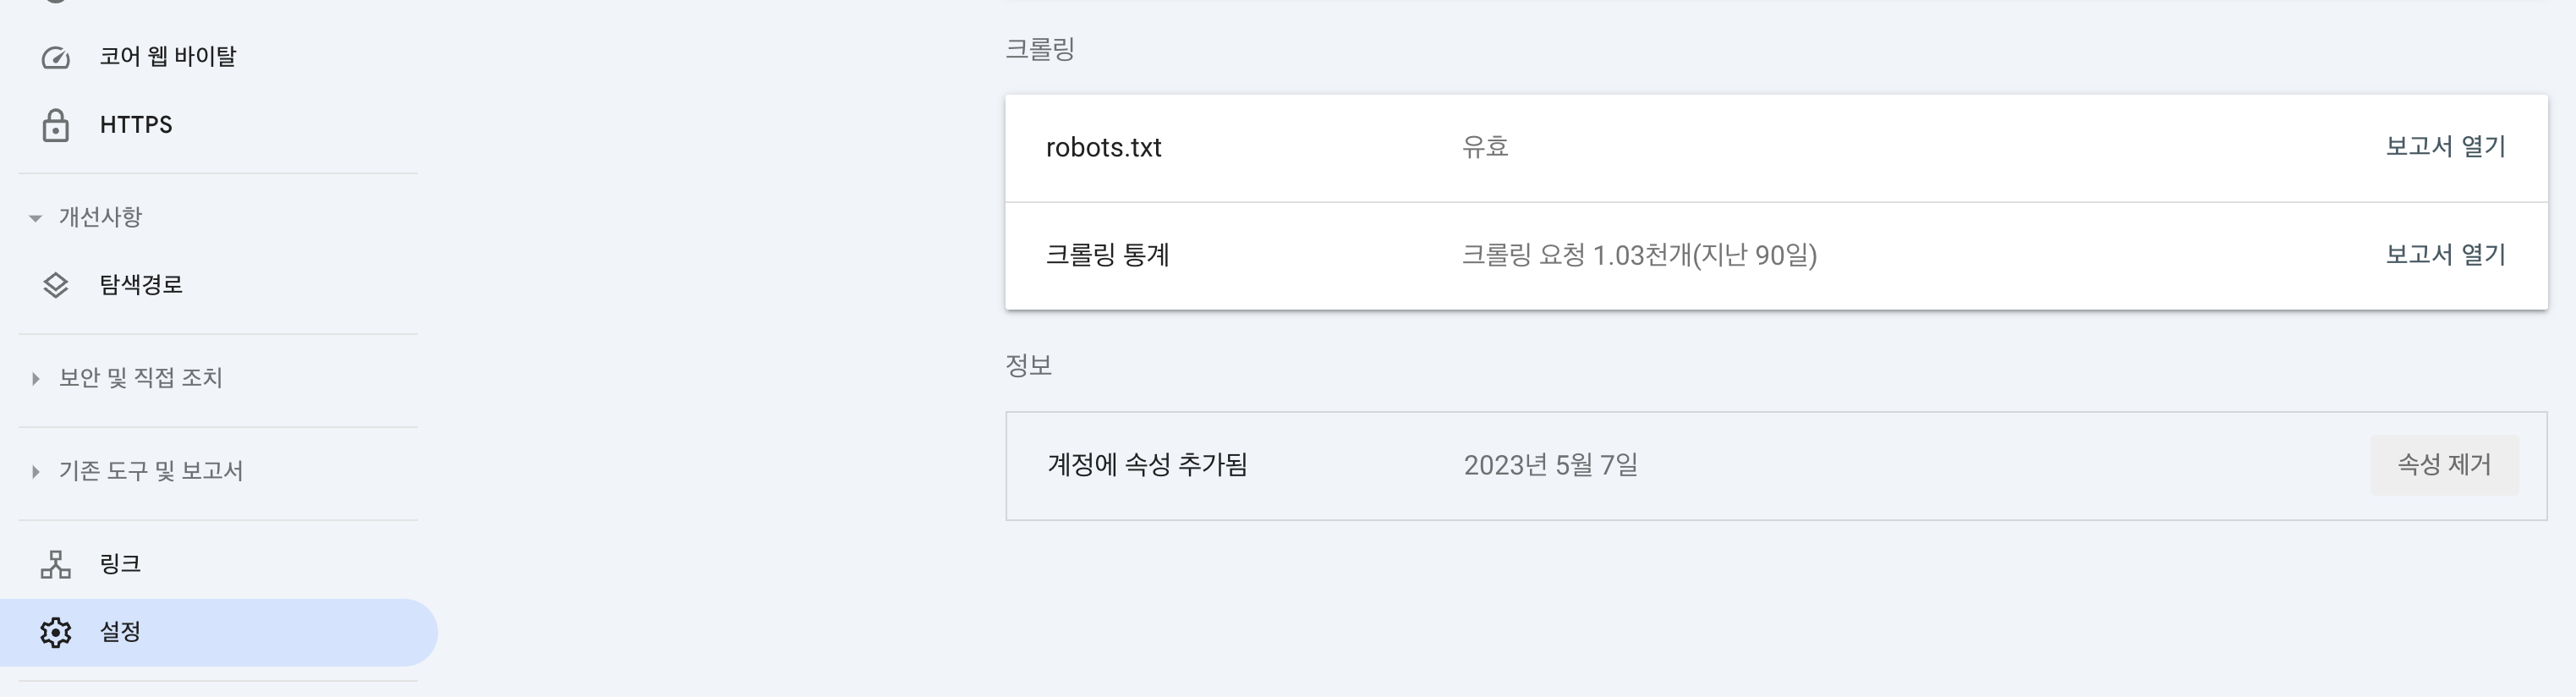 코어 웹 바이탈
HTTPS
개선사항
탐색경로
보안 및 직접 조치
기존 도구 및 보고서
링크
설정
크롤링
robots.txt 유효 보고서 열기
크롤링 통계 크롤링 요청 1.03천개(지난 90일) 보고서 열기
정보
계정에 속성 추가됨 2023년 5월 7일 속성 제거